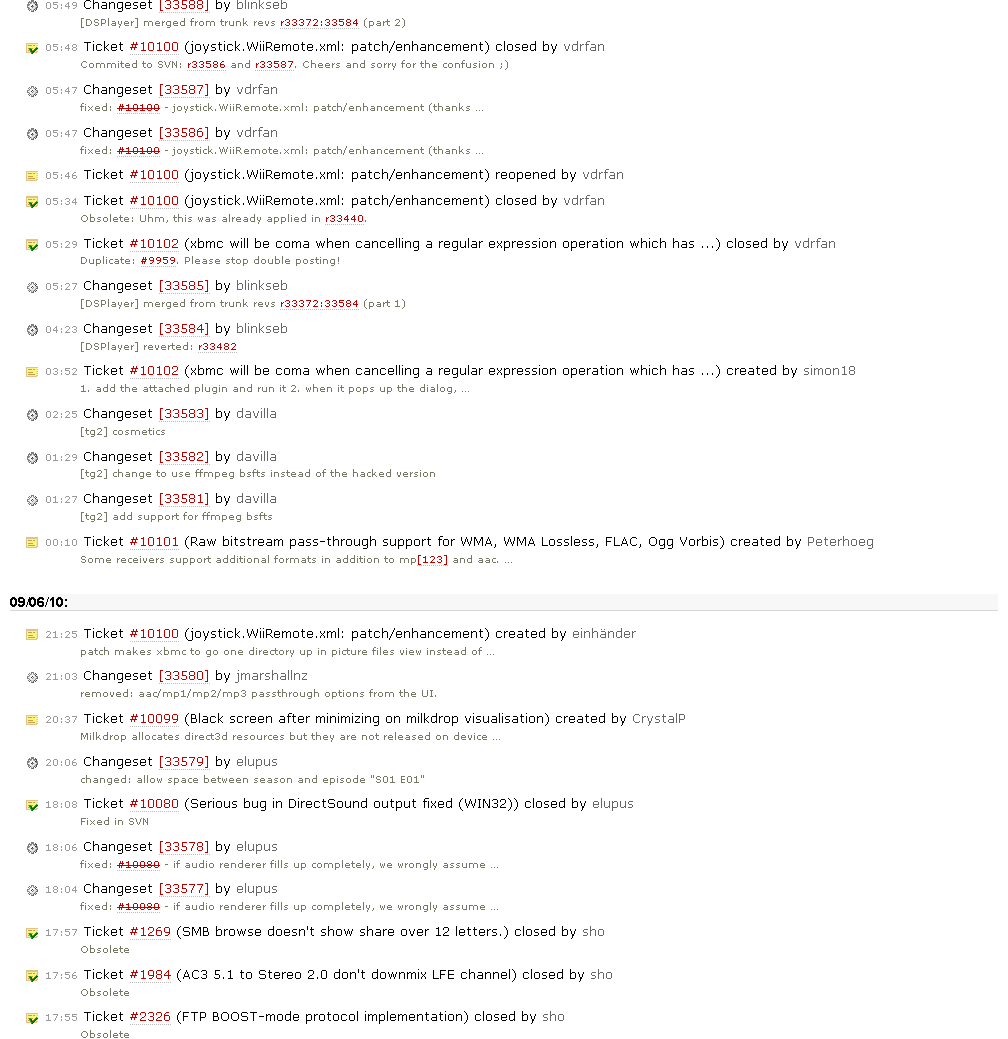 05:49 Changeset [33588] by blinkseb
[DSPlayer] merged from trunk revs r33372:33584 (part 2)
05:48 Ticket #10100 (joystick.WiiRemote.xml: patch/enhancement) closed by vdrfan
Commited to SVN: r33586 and r33587. Cheers and sorry for the confusion ;)
05:47 Changeset [33587] by vdrfan
fixed: #10100 - joystick.WiiRemote.xml: patch/enhancement (thanks ...
05:47 Changeset [33586] by vdrfan
fixed: #10100 - joystick.WiiRemote.xml: patch/enhancement (thanks ...
05:46 Ticket #10100 (joystick.WiiRemote.xml: patch/enhancement) reopened by vdrfan
05:34 Ticket #10100 (joystick.WiiRemote.xml: patch/enhancement) closed by vdrfan
Obsolete: Uhm, this was already applied in r33440.
05:29 Ticket #10102 (xbmc will be coma when cancelling a regular expression operation which has ...) closed by vdrfan
Duplicate: #9959. Please stop double posting!
05:27 Changeset [33585] by blinkseb
[DSPlayer] merged from trunk revs r33372:33584 (part 1)
04:23 Changeset [33584] by blinkseb
[DSPlayer] reverted: r33482
03:52 Ticket #10102 (xbmc will be coma when cancelling a regular expression operation which has ...) created by simon18
1. add the attached plugin and run it 2. when it pops up the dialog, ...
02:25 Changeset [33583] by davilla
[tg2] cosmetics
01:29 Changeset [33582] by davilla
[tg2] change to use ffmpeg bsfts instead of the hacked version
01:27 Changeset [33581] by davilla
[tg2] add support for ffmpeg bsfts
00:10 Ticket #10101 (Raw bitstream pass-through support for WMA, WMA Lossless, FLAC, Ogg Vorbis) created by Peterhoeg
Some receivers support additional formats in addition to mp[123] and aac. ...
09/06/10:
21:25 Ticket #10100 (joystick.WiiRemote.xml: patch/enhancement) created by einhänder
patch makes xbmc to go one directory up in picture files view instead of ...
21:03 Changeset [33580] by jmarshallnz
removed: aac/mp1/mp2/mp3 passthrough options from the UI.
20:37 Ticket #10099 (Black screen after minimizing on milkdrop visualisation) created by CrystalP
Milkdrop allocates direct3d resources but they are not released on device ...
20:06 Changeset [33579] by elupus
changed: allow space between season and episode "S01 E01"
18:08 Ticket #10080 (Serious bug in DirectSound output fixed (WIN32)) closed by elupus
Fixed in SVN
18:06 Changeset [33578] by elupus
fixed: #10080 - if audio renderer fills up completely, we wrongly assume ...
18:04 Changeset [33577] by elupus
fixed: #10080 - if audio renderer fills up completely, we wrongly assume ...
17:57 Ticket #1269 (SMB browse doesn't show share over 12 letters.) closed by sho
Obsolete
17:56 Ticket #1984 (AC3 5.1 to Stereo 2.0 don't downmix LFE channel) closed by sho
Obsolete
17:55 Ticket #2326 (FTP BOOST-mode protocol implementation) closed by sho
Obsolete